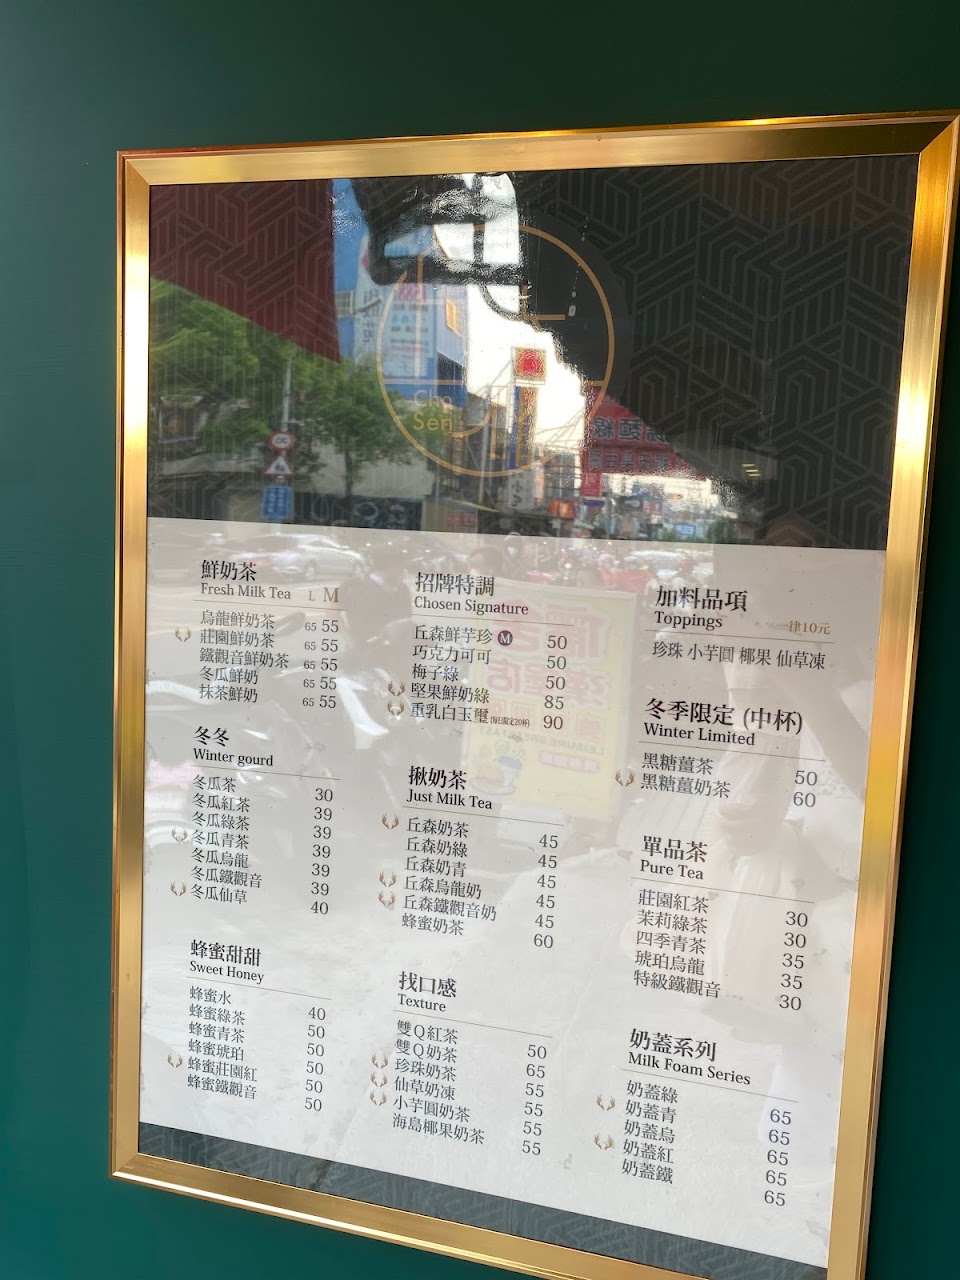 Cho
Sen
鮮奶茶
Fresh Milk Tea L M
烏龍鮮奶茶 65 55
莊園鮮奶茶 65 55
鐵觀音鮮奶茶 65 55
冬瓜鮮奶 65 55
抹茶鮮奶 65 55
冬冬
Winter gourd
冬瓜茶 30
冬瓜紅茶 39
冬瓜綠茶 39
冬瓜青茶 39
冬瓜烏龍 39
冬瓜鐵觀音 39
冬瓜仙草 40
蜂蜜甜甜
Sweet Honey
蜂蜜水 40
蜂蜜綠茶 50
蜂蜜青茶 50
蜂蜜琥珀 50
蜂蜜莊園紅 50
蜂蜜鐵觀音 50
招牌特調
Chosen Signature
丘森鮮芋珍 M 50
巧克力可可 50
梅子綠 50
堅果鮮奶綠 85
重乳白玉璽 (每日限定20杯) 90
揪奶茶
Just Milk Tea
丘森奶茶 45
丘森奶綠 45
丘森奶青 45
丘森烏龍奶 45
丘森鐵觀音奶 45
蜂蜜奶茶 60
找口感
Texture
雙Q紅茶 50
雙Q奶茶 65
珍珠奶茶 55
仙草奶凍 55
小芋圓奶茶 55
海島椰果奶茶 55
加料品項
Toppings 一律10元
珍珠 小芋圓 椰果 仙草凍
冬季限定 (中杯)
Winter Limited
黑糖薑茶 50
黑糖薑奶茶 60
單品茶
Pure Tea
莊園紅茶 30
茉莉綠茶 30
四季青茶 35
琥珀烏龍 35
特級鐵觀音 30
奶蓋系列
Milk Foam Series
奶蓋綠 65
奶蓋青 65
奶蓋烏 65
奶蓋紅 65
奶蓋鐵 65